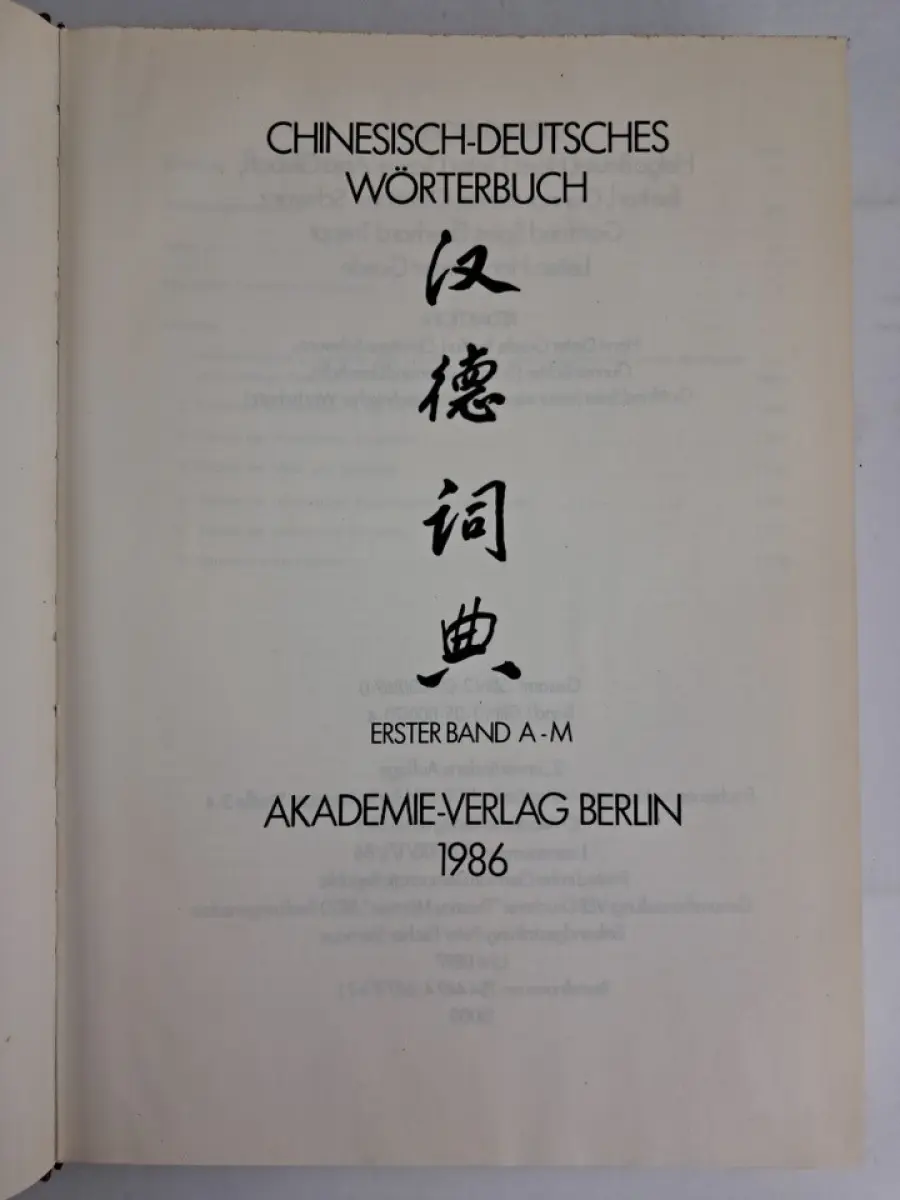 CHINESISCH-DEUTSCHES
WÖRTERBUCH
汉
德
词
典
ERSTER BAND A-M
AKADEMIE-VERLAG BERLIN
1986